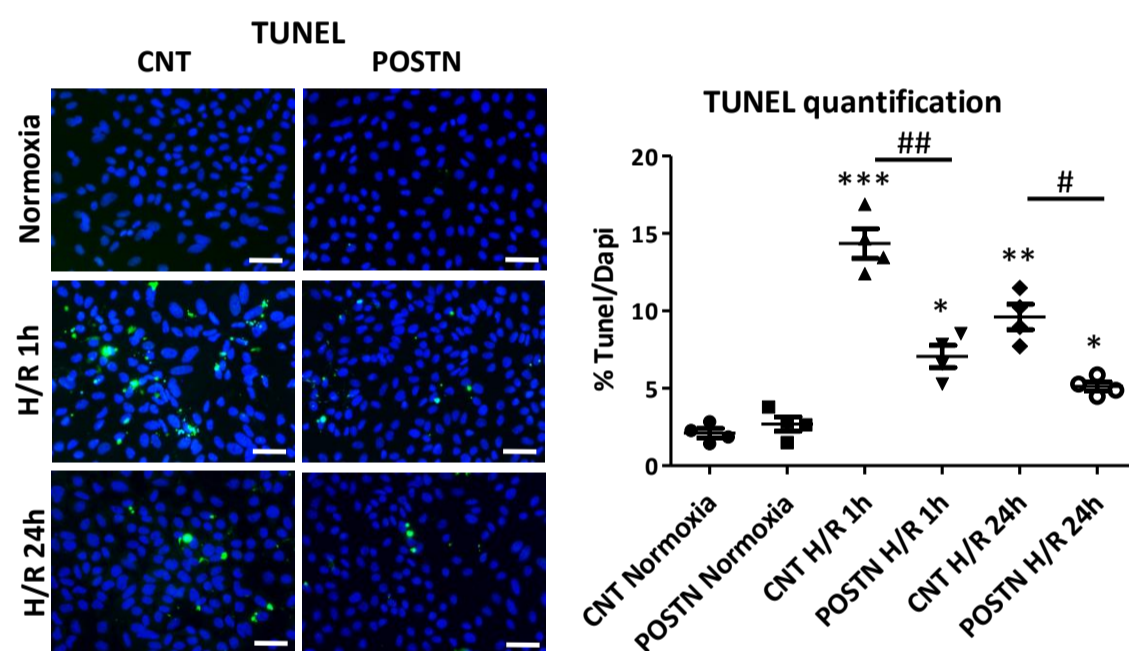 TUNEL
CNT POSTN
Normoxia
H/R 1h
H/R 24h
TUNEL quantification
##
***
#
**
*
*
% Tunel/Dapi
20
15
10
5
0
CNT Normoxia
POSTN Normoxia
CNT H/R 1h
POSTN H/R 1h
CNT H/R 24h
POSTN H/R 24h